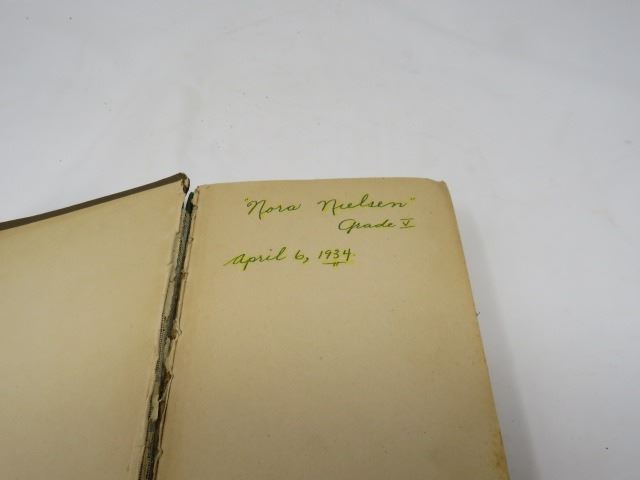 "Nora Nielsen"
Grade V
April 6, 1934.